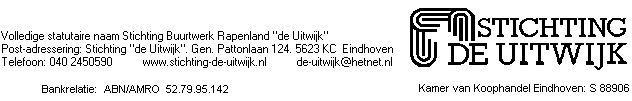 Volledige statutaire naam Stichting Buurtwerk Rapenland "de Uitwijk"
Post-adressering: Stichting "de Uitwijk". Gen. Pattonlaan 124. 5623 KC Eindhoven
Telefoon: 040 2450590 www.stichting-de-uitwijk.nl de-uitwijk@hetnet.nl
Bankrelatie: ABN/AMRO 52.79.95.142
STICHTING
DE UITWIJK
Kamer van Koophandel Eindhoven: S 88906